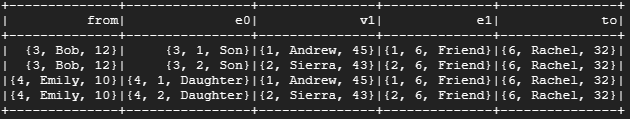 +-------------+-----------------+---------------+--------------+---------------+
|         from|               e0|             v1|            e1|             to|
+-------------+-----------------+---------------+--------------+---------------+
| {3, Bob, 12}|     {3, 1, Son}|{1, Andrew, 45}|{1, 6, Friend}|{6, Rachel, 32}|
| {3, Bob, 12}|     {3, 2, Son}|{2, Sierra, 43}|{2, 6, Friend}|{6, Rachel, 32}|
|{4, Emily, 10}|{4, 1, Daughter}|{1, Andrew, 45}|{1, 6, Friend}|{6, Rachel, 32}|
|{4, Emily, 10}|{4, 2, Daughter}|{2, Sierra, 43}|{2, 6, Friend}|{6, Rachel, 32}|
+-------------+-----------------+---------------+--------------+---------------+